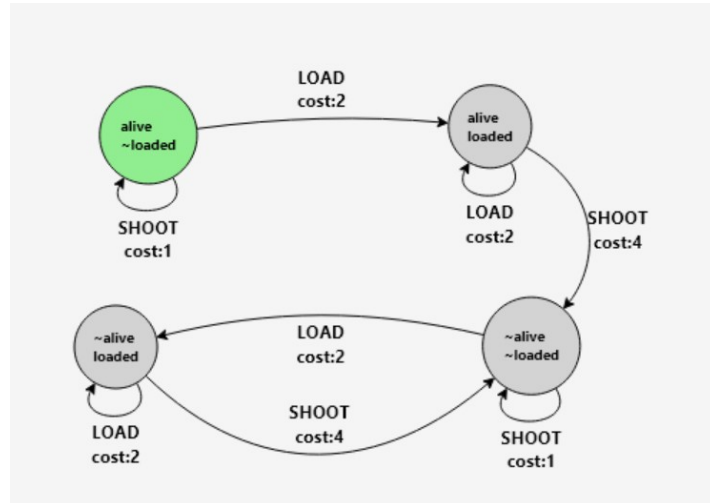 LOAD
cost:2
alive
~loaded
alive
loaded
SHOOT
cost:1
LOAD
cost:2
SHOOT
cost:4
~alive
loaded
LOAD
cost:2
~alive
~loaded
LOAD
cost:2
SHOOT
cost:4
SHOOT
cost:1